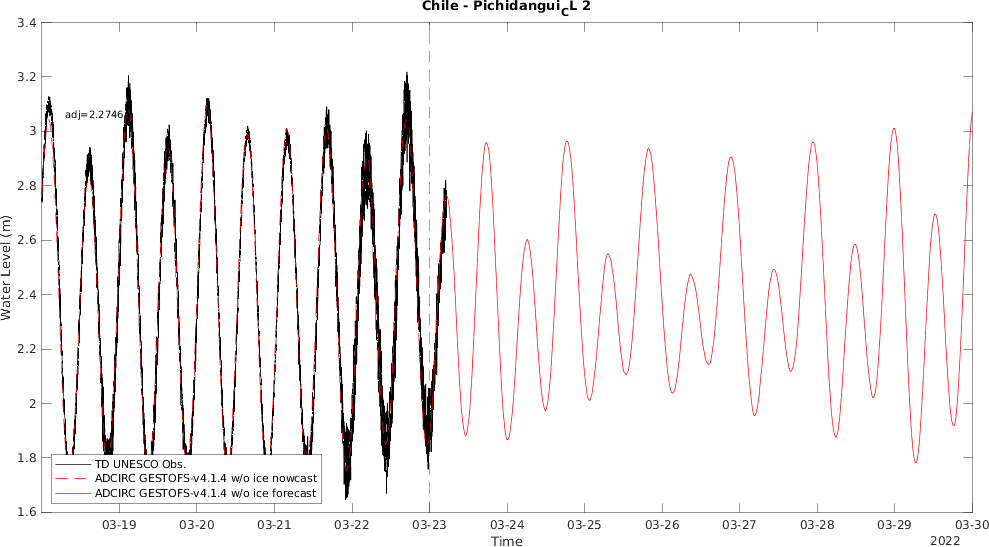 Chile - PichidanguiCL 2
3.4
3.2
3
2.8
2.6
2.4
2.2
2
1.8
1.6
Water Level (m)
adj=2.2746
TD UNESCO Obs.
ADCIRC GESTOFS-v4.1.4 w/o ice nowcast
ADCIRC GESTOFS-v4.1.4 w/o ice forecast
03-19 03-20 03-21 03-22 03-23 03-24 03-25 03-26 03-27 03-28 03-29 03-30
Time
2022